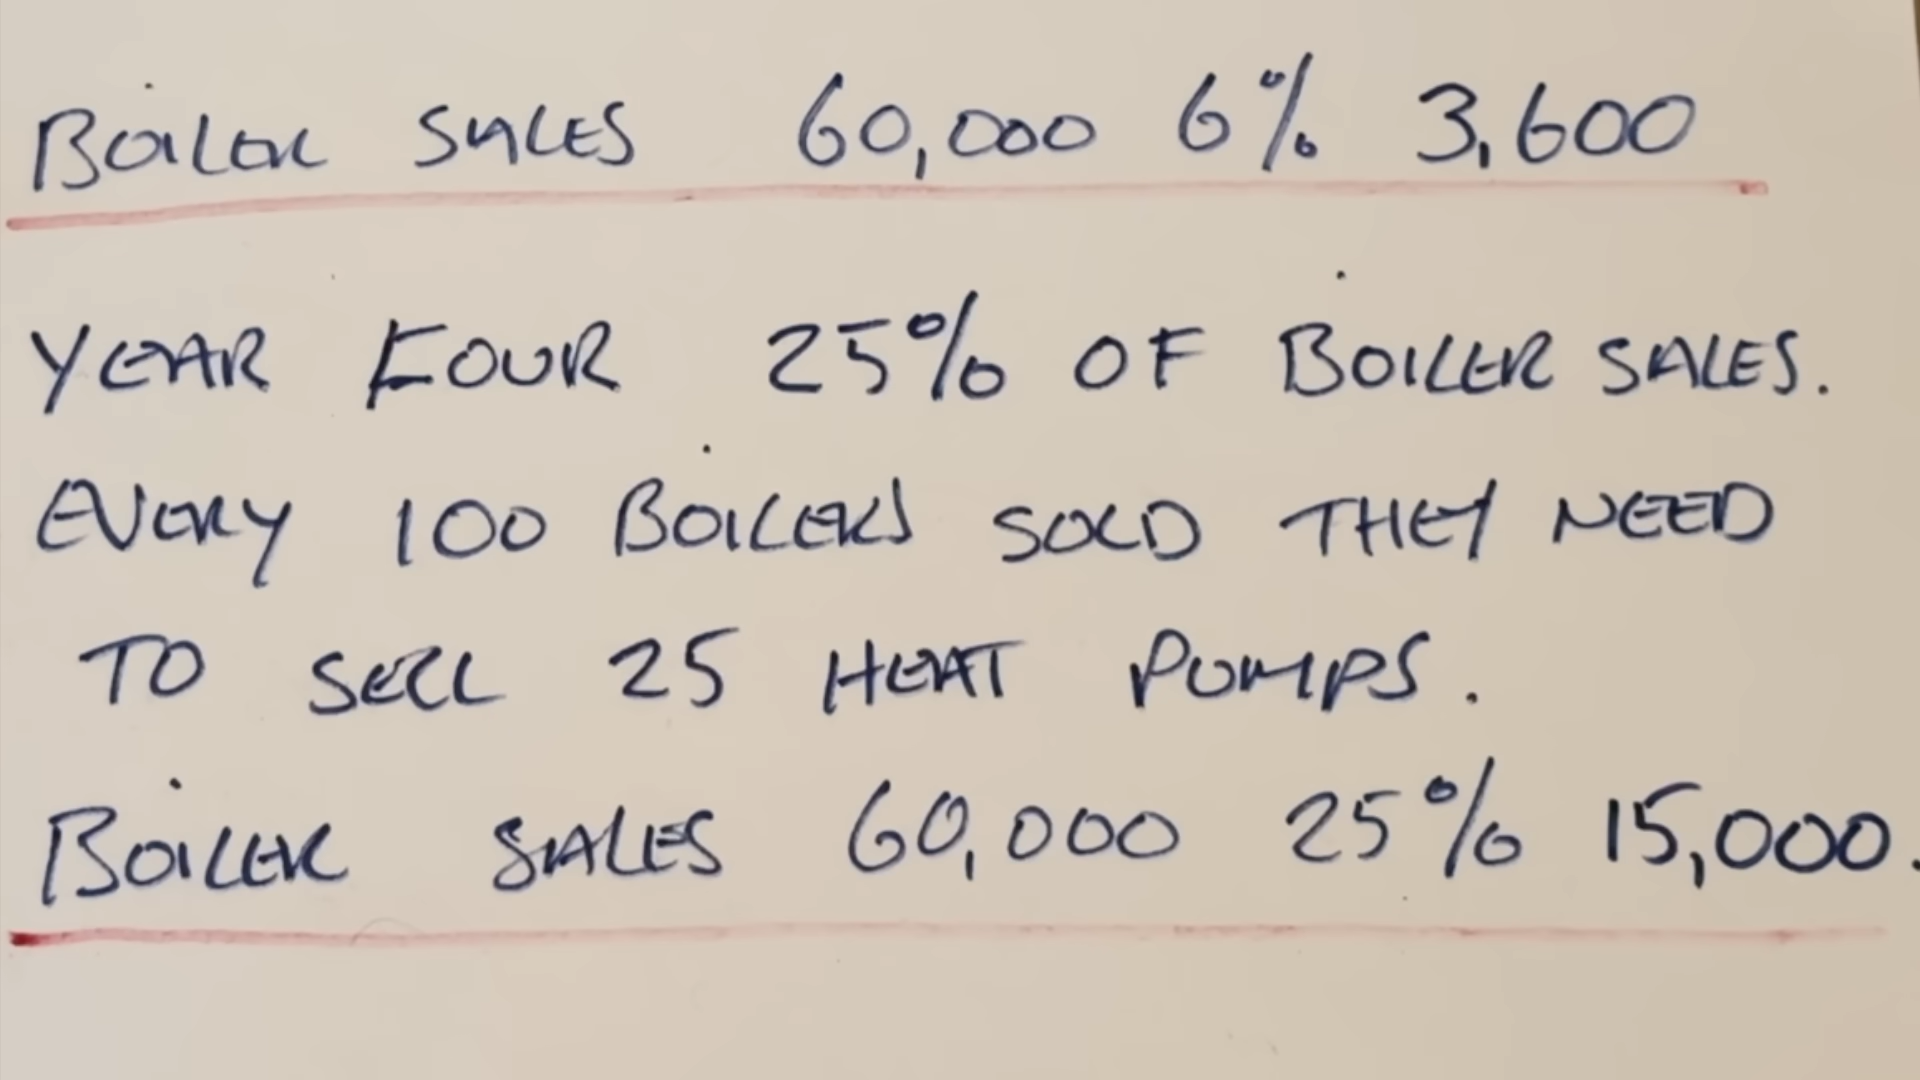 BOILER SALES 60,000 6% 3,600
YEAR FOUR 25% OF BOILER SALES.
EVERY 100 BOILERS SOLD THEY NEED
TO SELL 25 HEAT PUMPS.
BOILER SALES 60,000 25% 15,000.